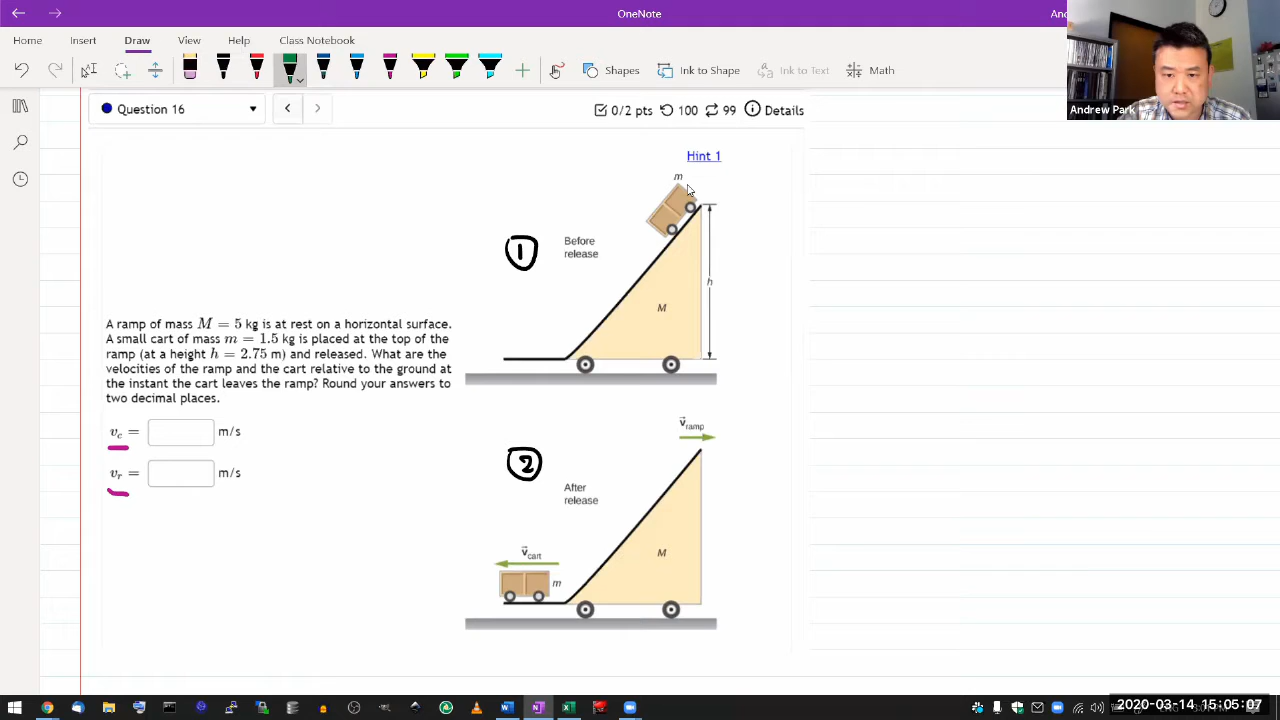 OneNote
And
Home Insert Draw View Help Class Notebook
Shapes Ink to Shape Ink to Text Math
Andrew Park
Question 16
0/2 pts 100 99 Details
Hint 1
m
1
Before
release
h
M
A ramp of mass M = 5 kg is at rest on a horizontal surface.
A small cart of mass m = 1.5 kg is placed at the top of the
ramp (at a height h = 2.75 m) and released. What are the
velocities of the ramp and the cart relative to the ground at
the instant the cart leaves the ramp? Round your answers to
two decimal places.
v_c = m/s
v_r = m/s
v⃗ramp
2
After
release
M
v⃗cart
m
2020-03-14 15:05:07